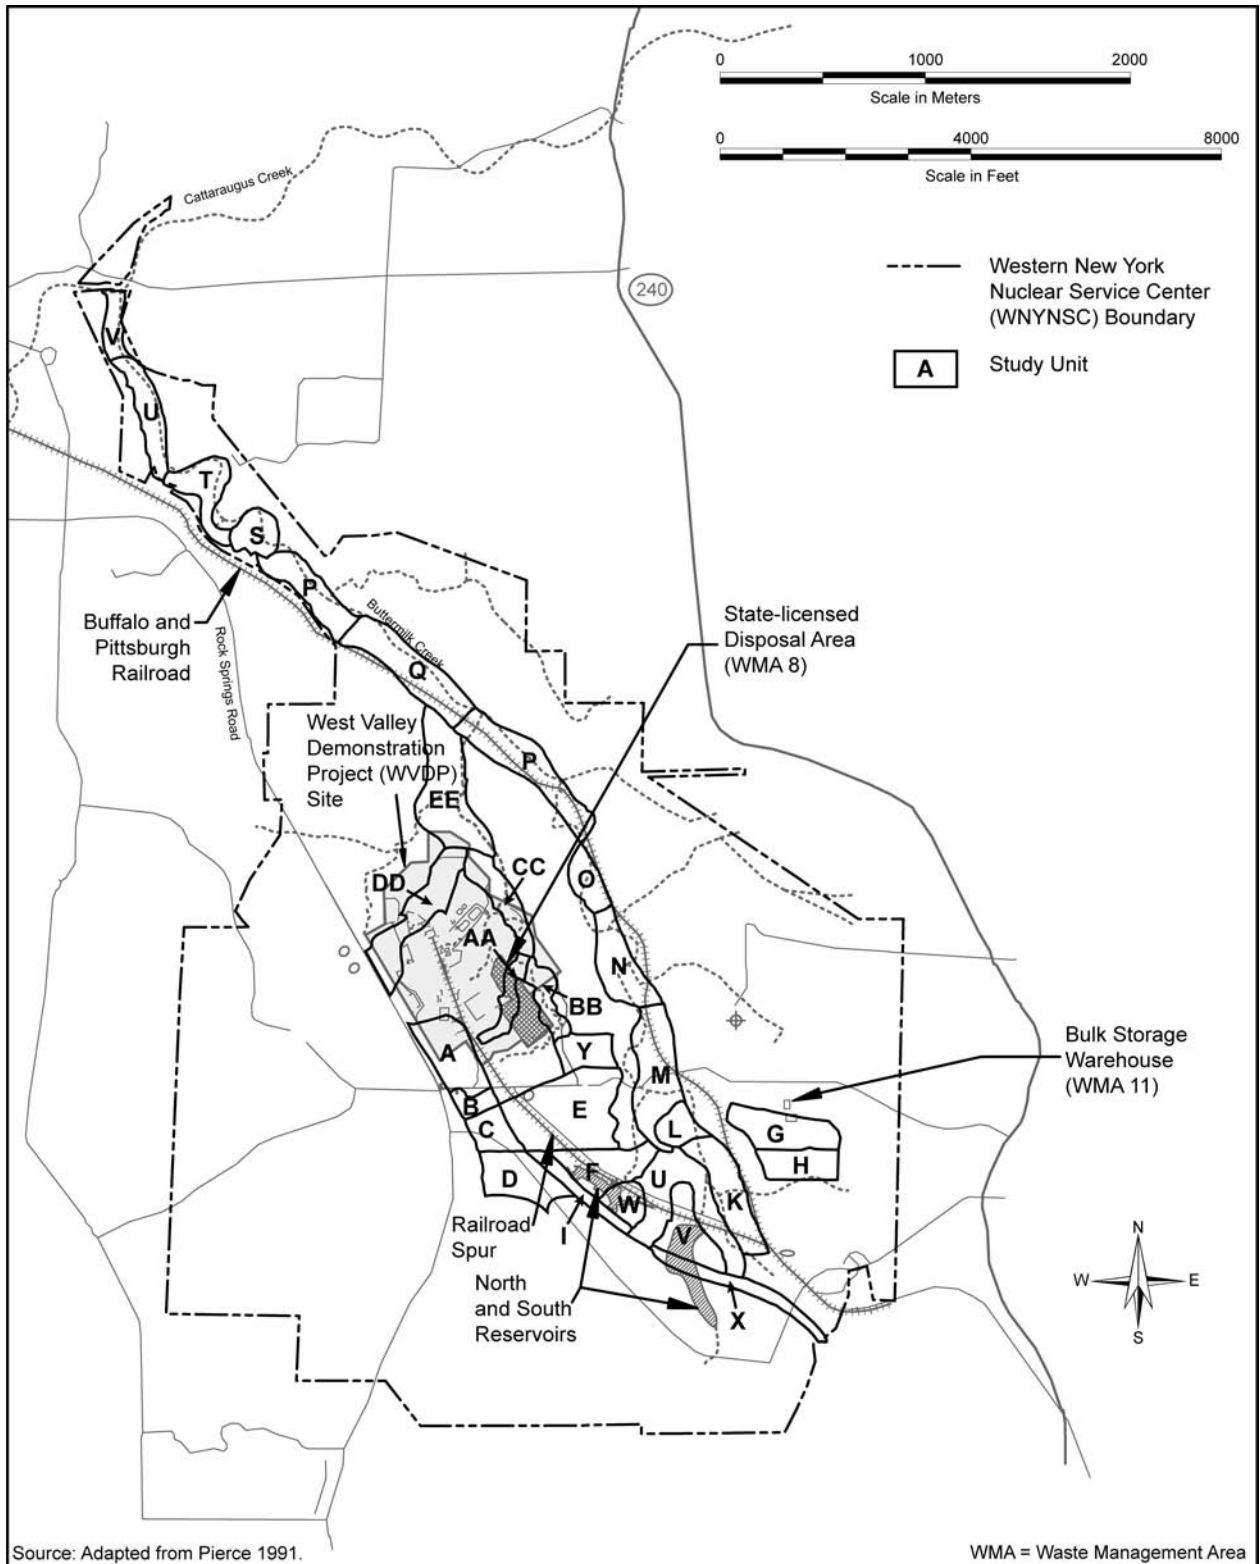 0 1000 2000
Scale in Meters
0 4000 8000
Scale in Feet
Cattaraugus Creek
Western New York
Nuclear Service Center
(WNYNSC) Boundary
240
A
Study Unit
V
U
T
S
P
Buffalo and
Pittsburgh
Railroad
Rock Springs Road
Buttermilk Creek
Q
State-licensed
Disposal Area
(WMA 8)
West Valley
Demonstration
Project (WVDP)
Site
P
EE
CC
DD
O
AA
N
BB
Bulk Storage
Warehouse
(WMA 11)
A
Y
M
B
E
C
L
G
H
D
F
U
W
K
I
V
Railroad
Spur
North
and South
Reservoirs
X
N
W E
S
Source: Adapted from Pierce 1991.
WMA = Waste Management Area